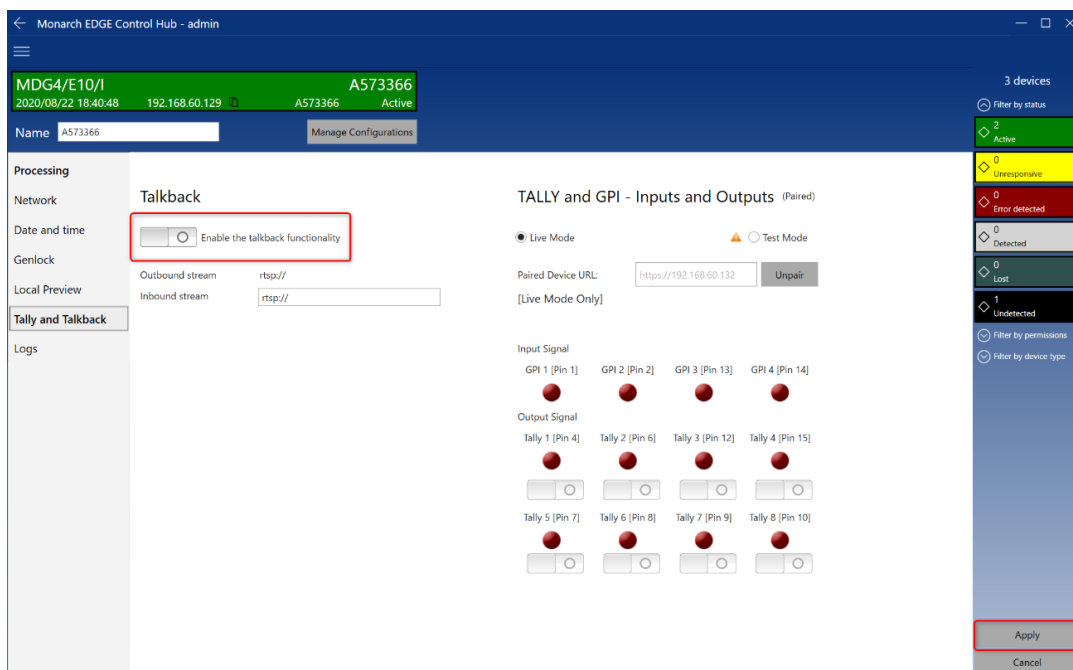 Monarch EDGE Control Hub - admin
MDG4/E10/I A573366
2020/08/22 18:40:48 192.168.60.129 A573366 Active
Name A573366 Manage Configurations
Processing
Network
Date and time
Genlock
Local Preview
Tally and Talkback
Logs
Talkback
Enable the talkback functionality
Outbound stream rtsp://
Inbound stream rtsp://
TALLY and GPI - Inputs and Outputs (Paired)
Live Mode Test Mode
Paired Device URL: https://192.168.60.132 Unpair
[Live Mode Only]
Input Signal
GPI 1 [Pin 1] GPI 2 [Pin 2] GPI 3 [Pin 13] GPI 4 [Pin 14]
Output Signal
Tally 1 [Pin 4] Tally 2 [Pin 6] Tally 3 [Pin 12] Tally 4 [Pin 15]
Tally 5 [Pin 7] Tally 6 [Pin 8] Tally 7 [Pin 9] Tally 8 [Pin 10]
3 devices
Filter by status
2
Active
0
Unresponsive
0
Error detected
0
Detected
0
Lost
1
Undetected
Filter by permissions
Filter by device type
Apply
Cancel